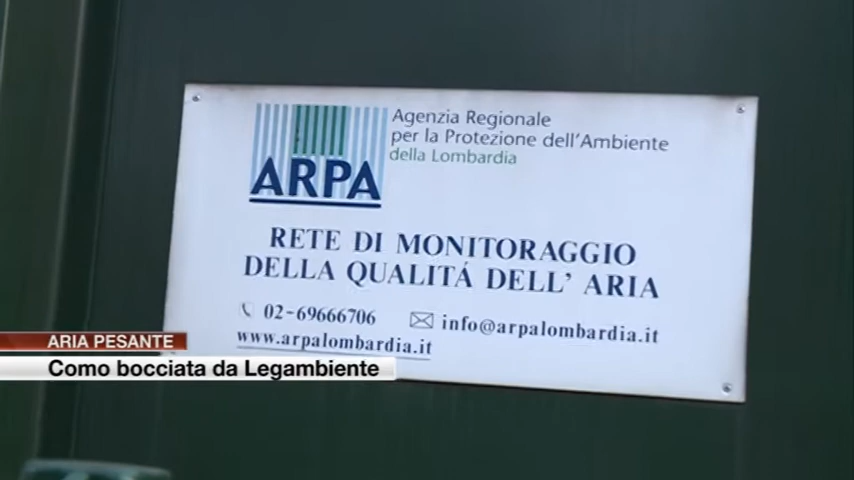 ARPA
Agenzia Regionale
per la Protezione dell'Ambiente
della Lombardia
RETE DI MONITORAGGIO
DELLA QUALITÁ DELL' ARIA
02-69666706
info@arpalombardia.it
www.arpalombardia.it
ARIA PESANTE
Como bocciata da Legambiente